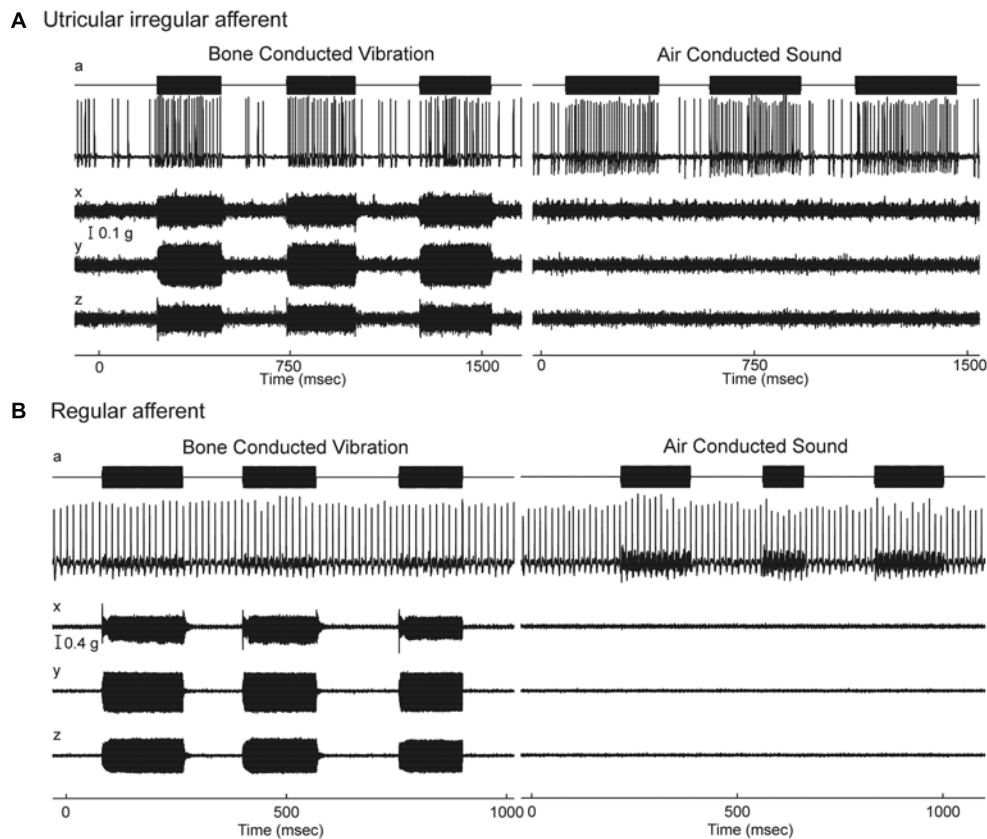 A Utricular irregular afferent
Bone Conducted Vibration Air Conducted Sound
a
x
0.1 g
y
z
0 750 1500 0 750 1500
Time (msec) Time (msec)
B Regular afferent
Bone Conducted Vibration Air Conducted Sound
a
x
0.4 g
y
z
0 500 1000 0 500 1000
Time (msec) Time (msec)